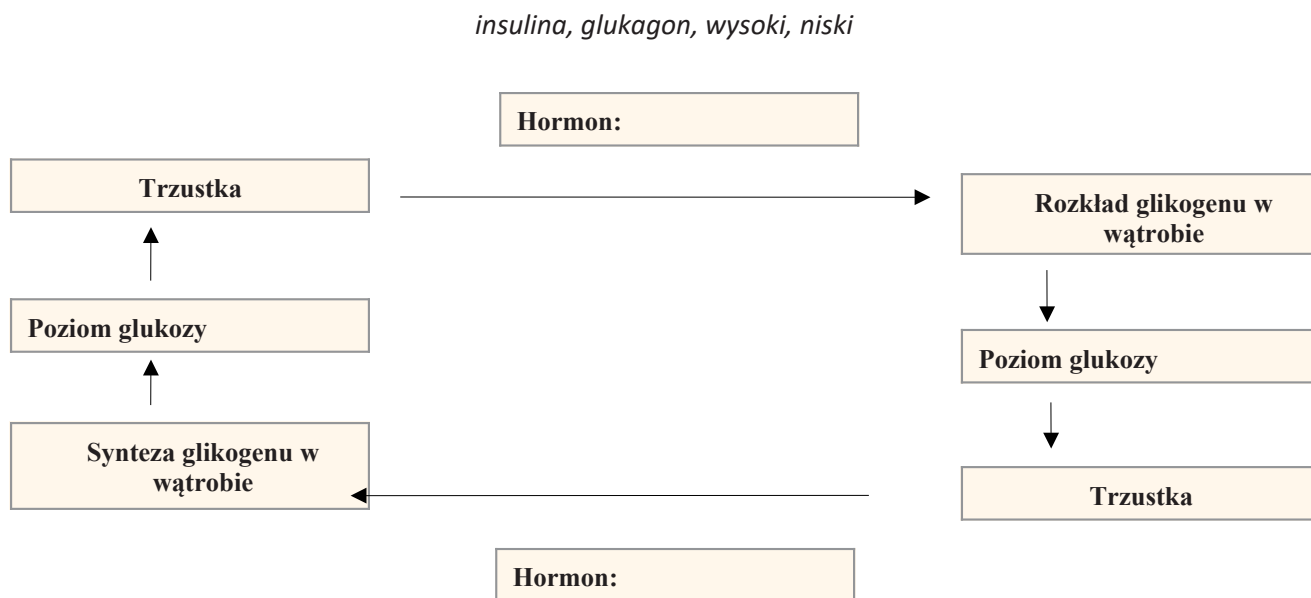 insulina, glukagon, wysoki, niski
Hormon:
Trzustka
Rozkład glikogenu w
wątrobie
Poziom glukozy
Poziom glukozy
Synteza glikogenu w
wątrobie
Trzustka
Hormon: